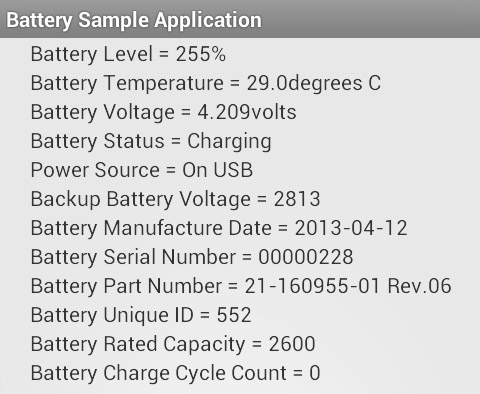 Battery Sample Application
Battery Level = 255%
Battery Temperature = 29.0degrees C
Battery Voltage = 4.209volts
Battery Status = Charging
Power Source = On USB
Backup Battery Voltage = 2813
Battery Manufacture Date = 2013-04-12
Battery Serial Number = 00000228
Battery Part Number = 21-160955-01 Rev.06
Battery Unique ID = 552
Battery Rated Capacity = 2600
Battery Charge Cycle Count = 0